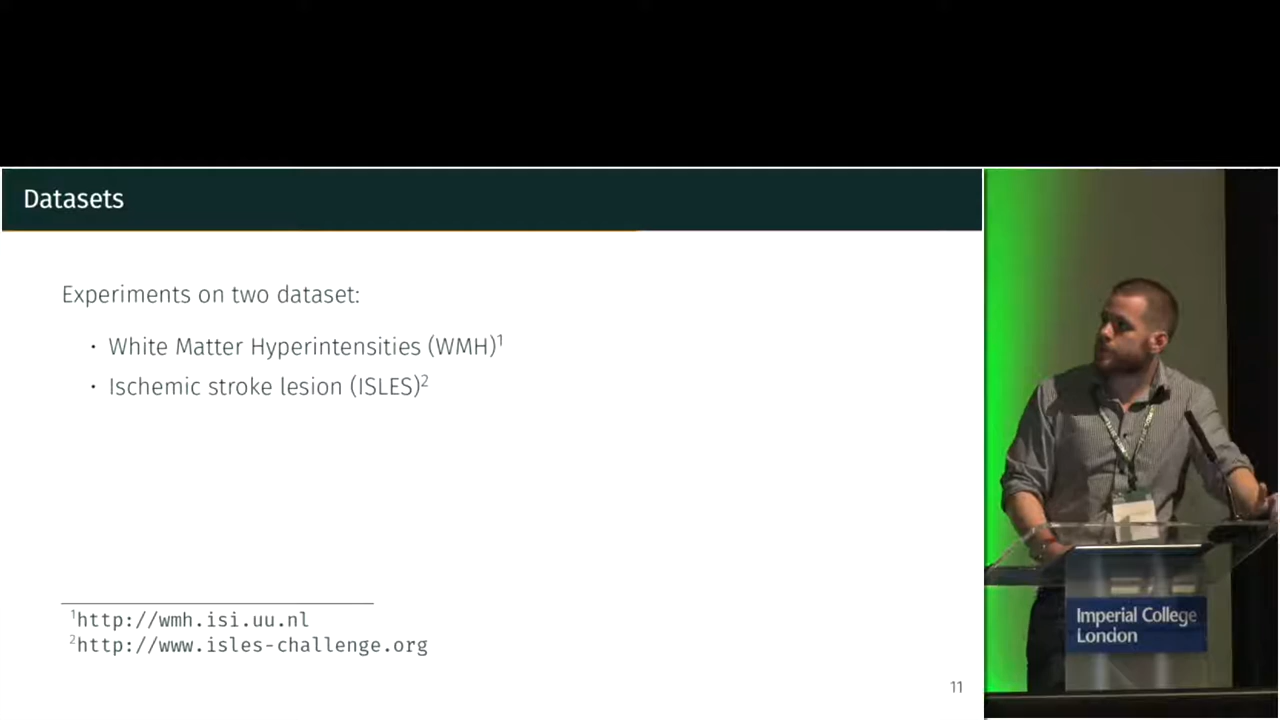 Datasets
Experiments on two dataset:
· White Matter Hyperintensities (WMH)¹
· Ischemic stroke lesion (ISLES)²
¹http://wmh.isi.uu.nl
²http://www.isles-challenge.org
11
Imperial College
London